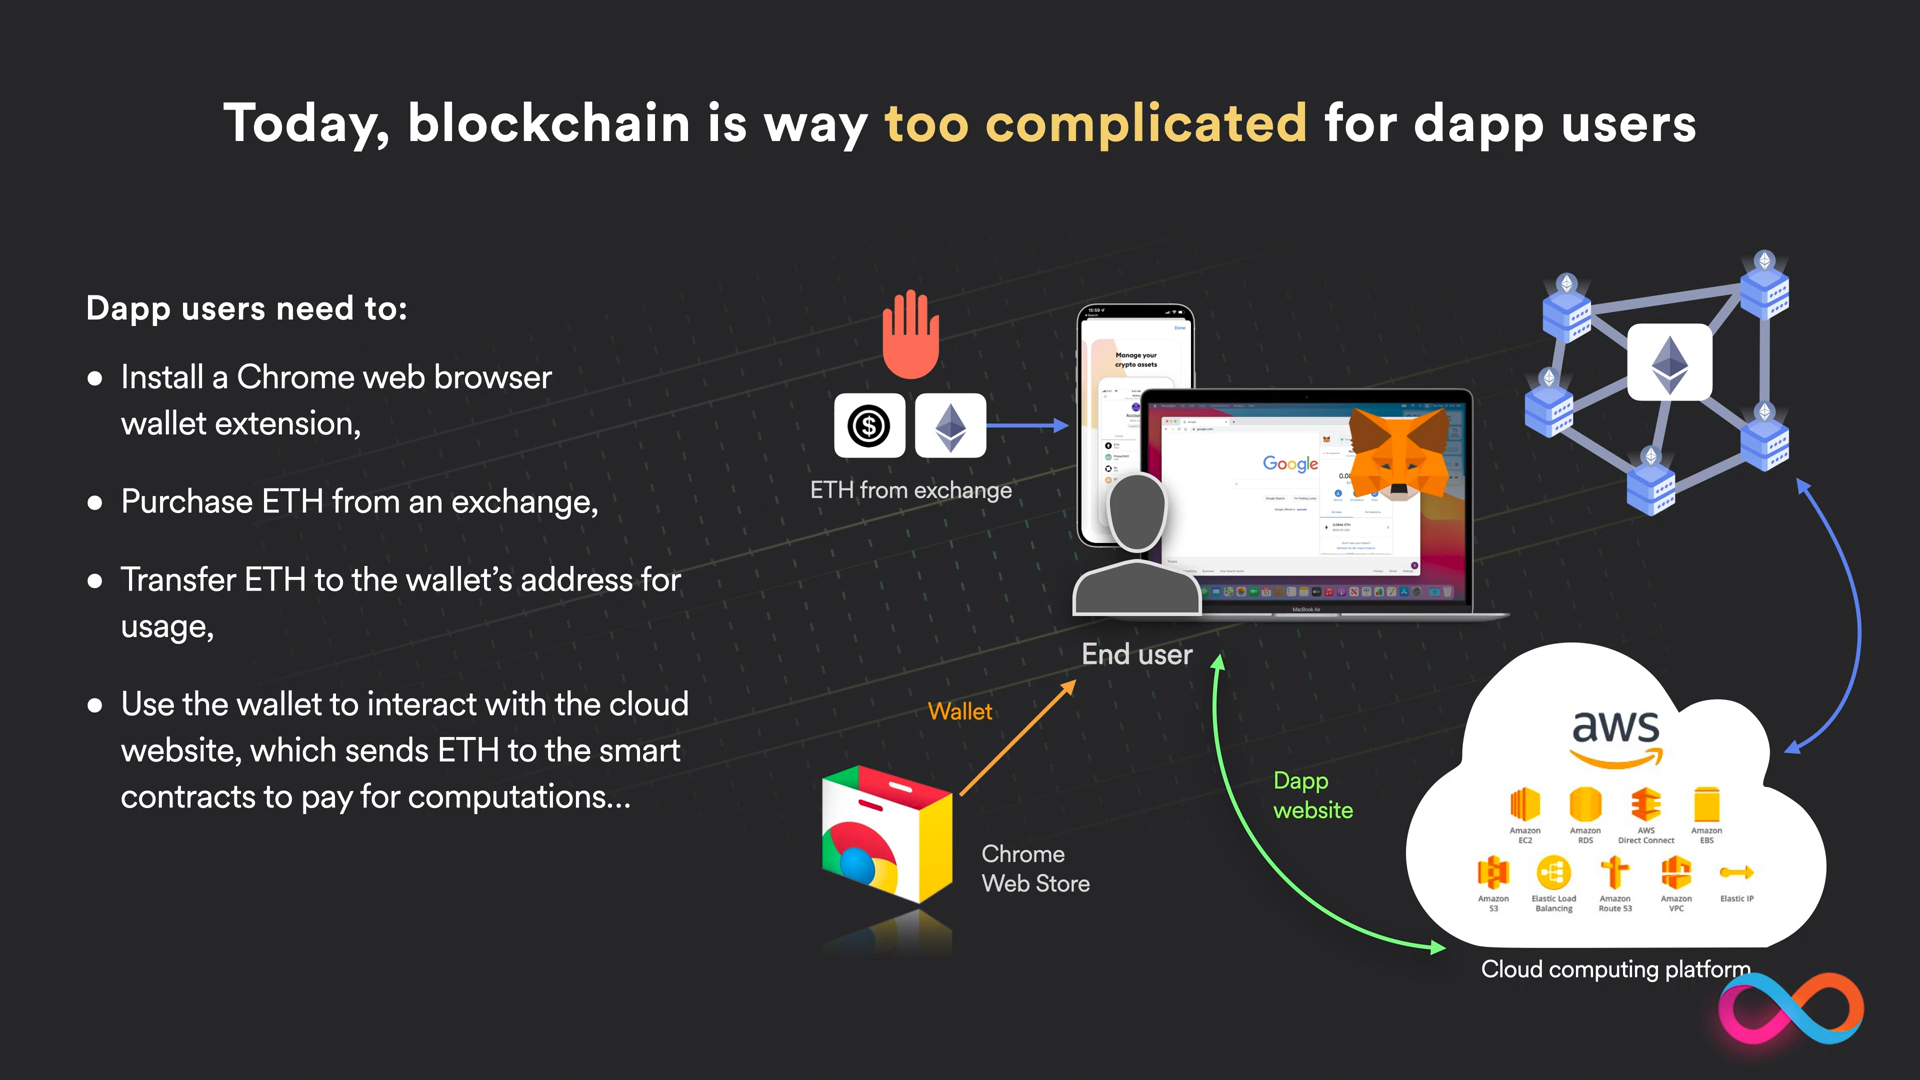 Today, blockchain is way too complicated for dapp users
Dapp users need to:
● Install a Chrome web browser
wallet extension,
● Purchase ETH from an exchange,
● Transfer ETH to the wallet’s address for
usage,
● Use the wallet to interact with the cloud
website, which sends ETH to the smart
contracts to pay for computations...
ETH from exchange
Done
Manage your
crypto assets
Google
MacBook Air
End user
Wallet
Chrome
Web Store
Dapp
website
aws
Amazon
EC2
Amazon
RDS
AWS
Direct Connect
Amazon
EBS
Amazon
S3
Elastic Load
Balancing
Amazon
Route 53
Amazon
VPC
Elastic IP
Cloud computing platform